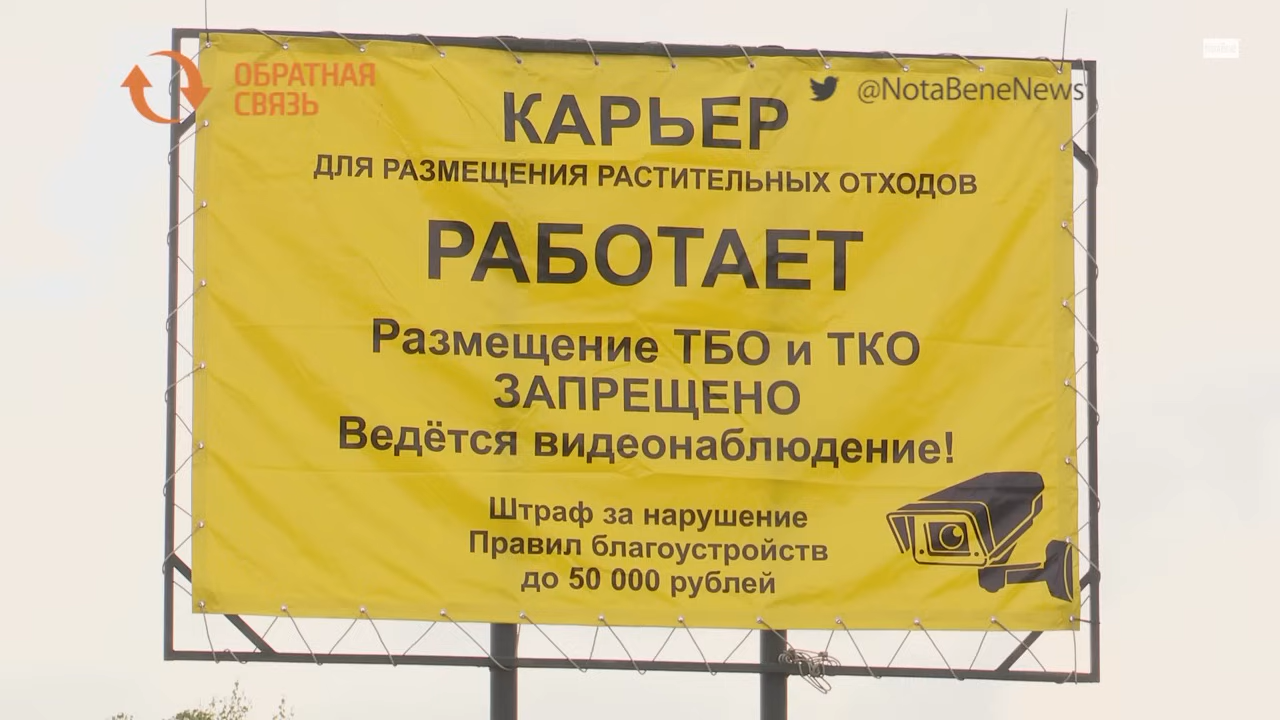 ОБРАТНАЯ
СВЯЗЬ
@NotaBeneNews
КАРЬЕР
ДЛЯ РАЗМЕЩЕНИЯ РАСТИТЕЛЬНЫХ ОТХОДОВ
РАБОТАЕТ
Размещение ТБО и ТКО
ЗАПРЕЩЕНО
Ведётся видеонаблюдение!
Штраф за нарушение
Правил благоустройств
до 50 000 рублей